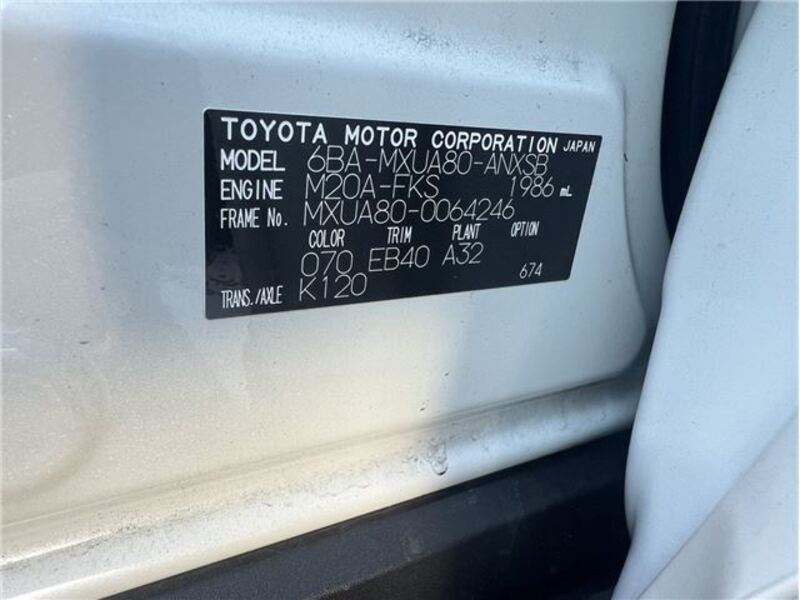 TOYOTA MOTOR CORPORATION JAPAN
MODEL 6BA-MXUA80-ANXSB
ENGINE M20A-FKS 1986 mL
FRAME No. MXUA80-0064246
COLOR TRIM PLANT OPTION
070 EB40 A32 674
TRANS./AXLE K120